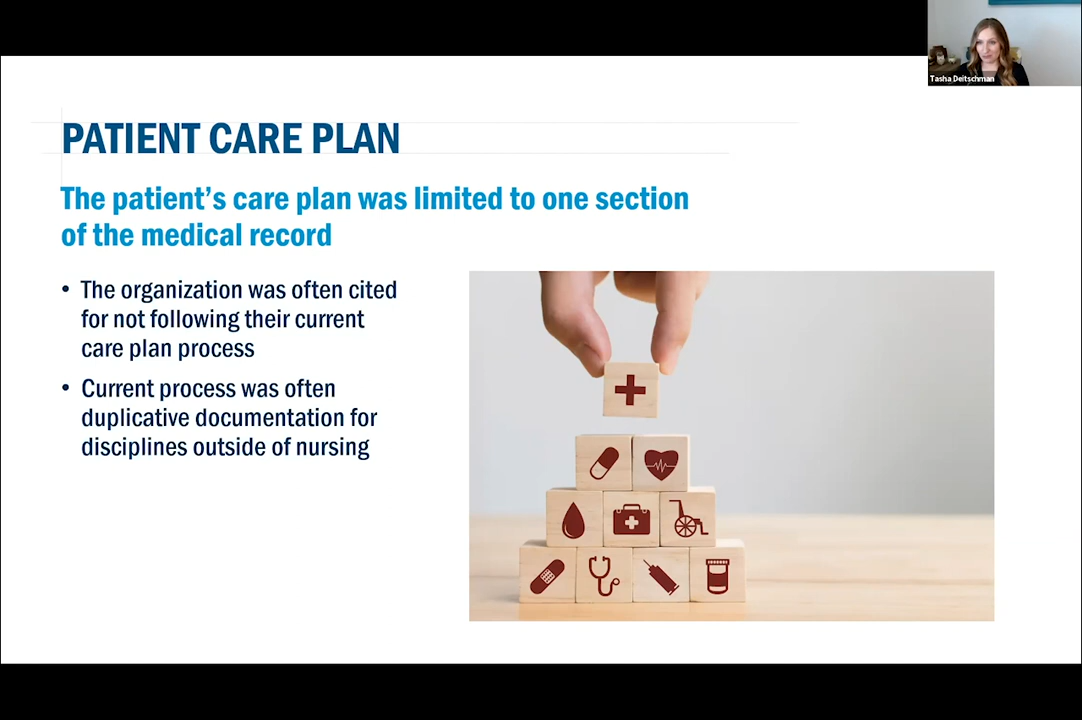 Tasha Deitschman
PATIENT CARE PLAN
The patient’s care plan was limited to one section
of the medical record
• The organization was often cited
for not following their current
care plan process
• Current process was often
duplicative documentation for
disciplines outside of nursing